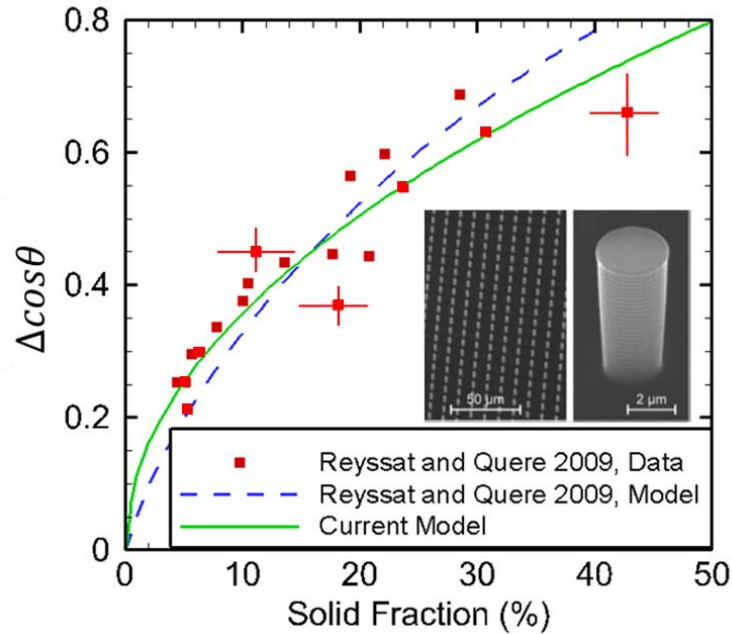 0.8
0.6
0.4
0.2
0
Δcosθ
50 μm
2 μm
Reyssat and Quere 2009, Data
Reyssat and Quere 2009, Model
Current Model
0 10 20 30 40 50
Solid Fraction (%)